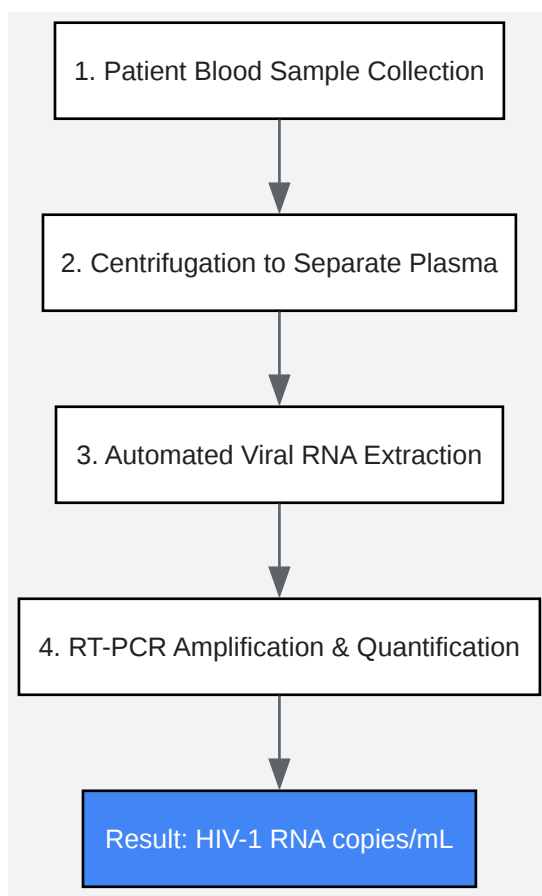 1. Patient Blood Sample Collection
2. Centrifugation to Separate Plasma
3. Automated Viral RNA Extraction
4. RT-PCR Amplification & Quantification
Result: HIV-1 RNA copies/mL